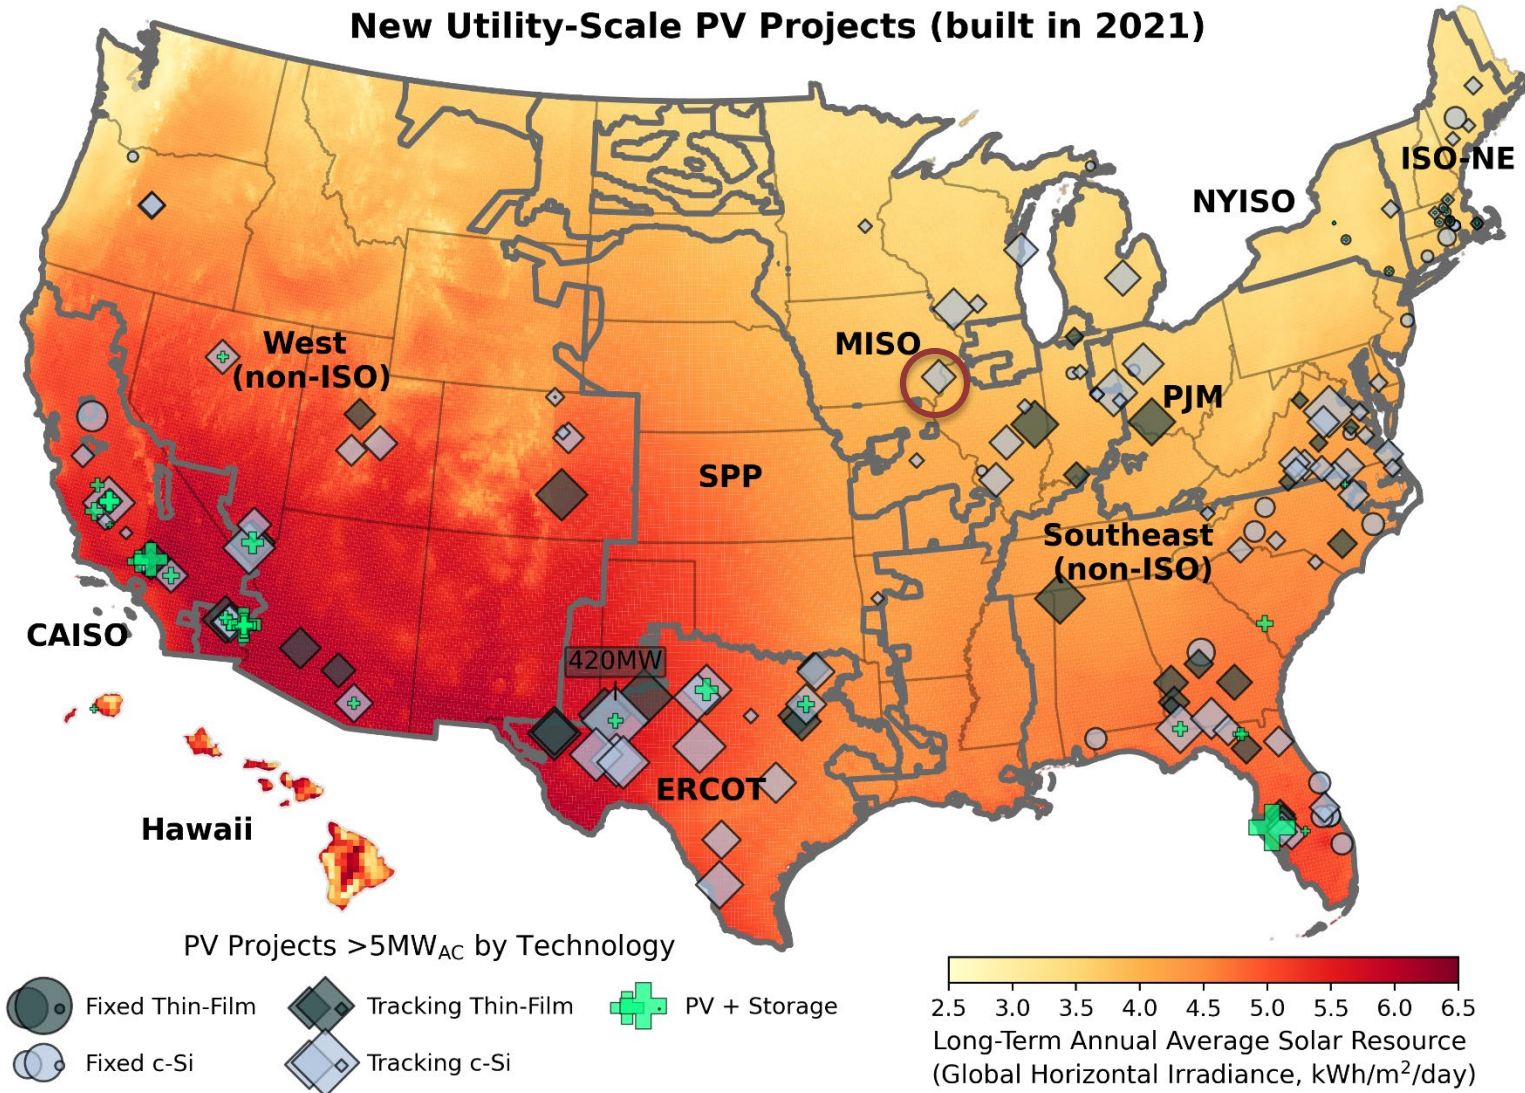 New Utility-Scale PV Projects (built in 2021)
ISO-NE
NYISO
West
(non-ISO)
MISO
PJM
SPP
Southeast
(non-ISO)
CAISO
420MW
ERCOT
Hawaii
PV Projects >5MW_AC by Technology
Fixed Thin-Film
Tracking Thin-Film
PV + Storage
Fixed c-Si
Tracking c-Si
2.5 3.0 3.5 4.0 4.5 5.0 5.5 6.0 6.5
Long-Term Annual Average Solar Resource
(Global Horizontal Irradiance, kWh/m²/day)